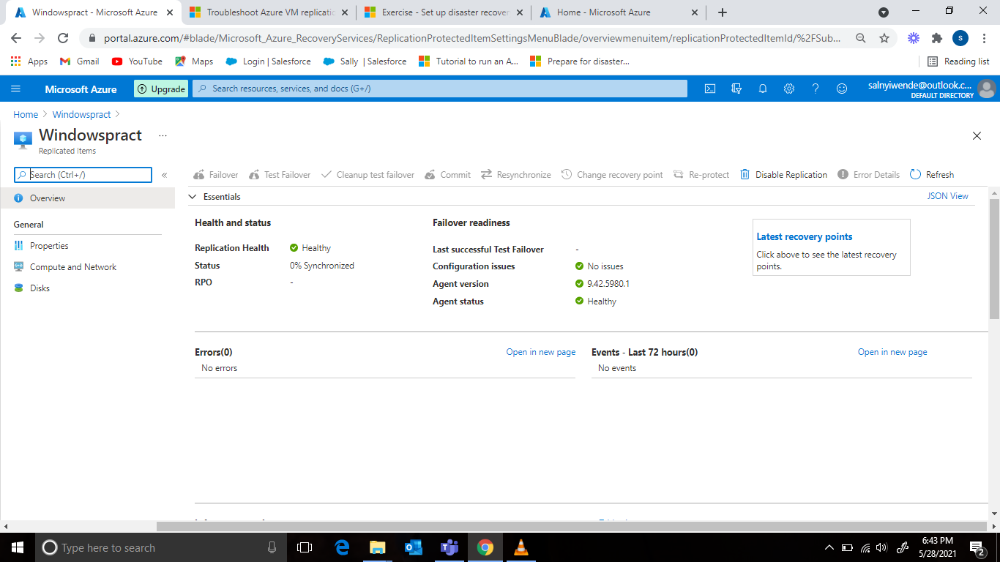 Windowspract - Microsoft Azure
Troubleshoot Azure VM replicatio
Exercise - Set up disaster recover
Home - Microsoft Azure
portal.azure.com/#blade/Microsoft_Azure_RecoveryServices/ReplicationProtectedItemSettingsMenuBlade/overviewmenuitem/replicationProtectedItemId/%2FSub...
S
Apps
Gmail
YouTube
Maps
Login | Salesforce
Sally | Salesforce
Tutorial to run an A...
Prepare for disaster...
Reading list
Microsoft Azure
Upgrade
Search resources, services, and docs (G+/)
salnyiwende@outlook.c...
DEFAULT DIRECTORY
Home > Windowspract >
Windowspract ...
Replicated items
Search (Ctrl+/)
«
Failover
Test Failover
Cleanup test failover
Commit
Resynchronize
Change recovery point
Re-protect
Disable Replication
Error Details
Refresh
Overview
General
Properties
Compute and Network
Disks
Essentials
JSON View
Health and status
Replication Health Healthy
Status 0% Synchronized
RPO -
Failover readiness
Last successful Test Failover -
Configuration issues No issues
Agent version 9.42.5980.1
Agent status Healthy
Latest recovery points
Click above to see the latest recovery
points.
Errors(0)
Open in new page
No errors
Events - Last 72 hours(0)
Open in new page
No events
Type here to search
6:43 PM
5/28/2021
2